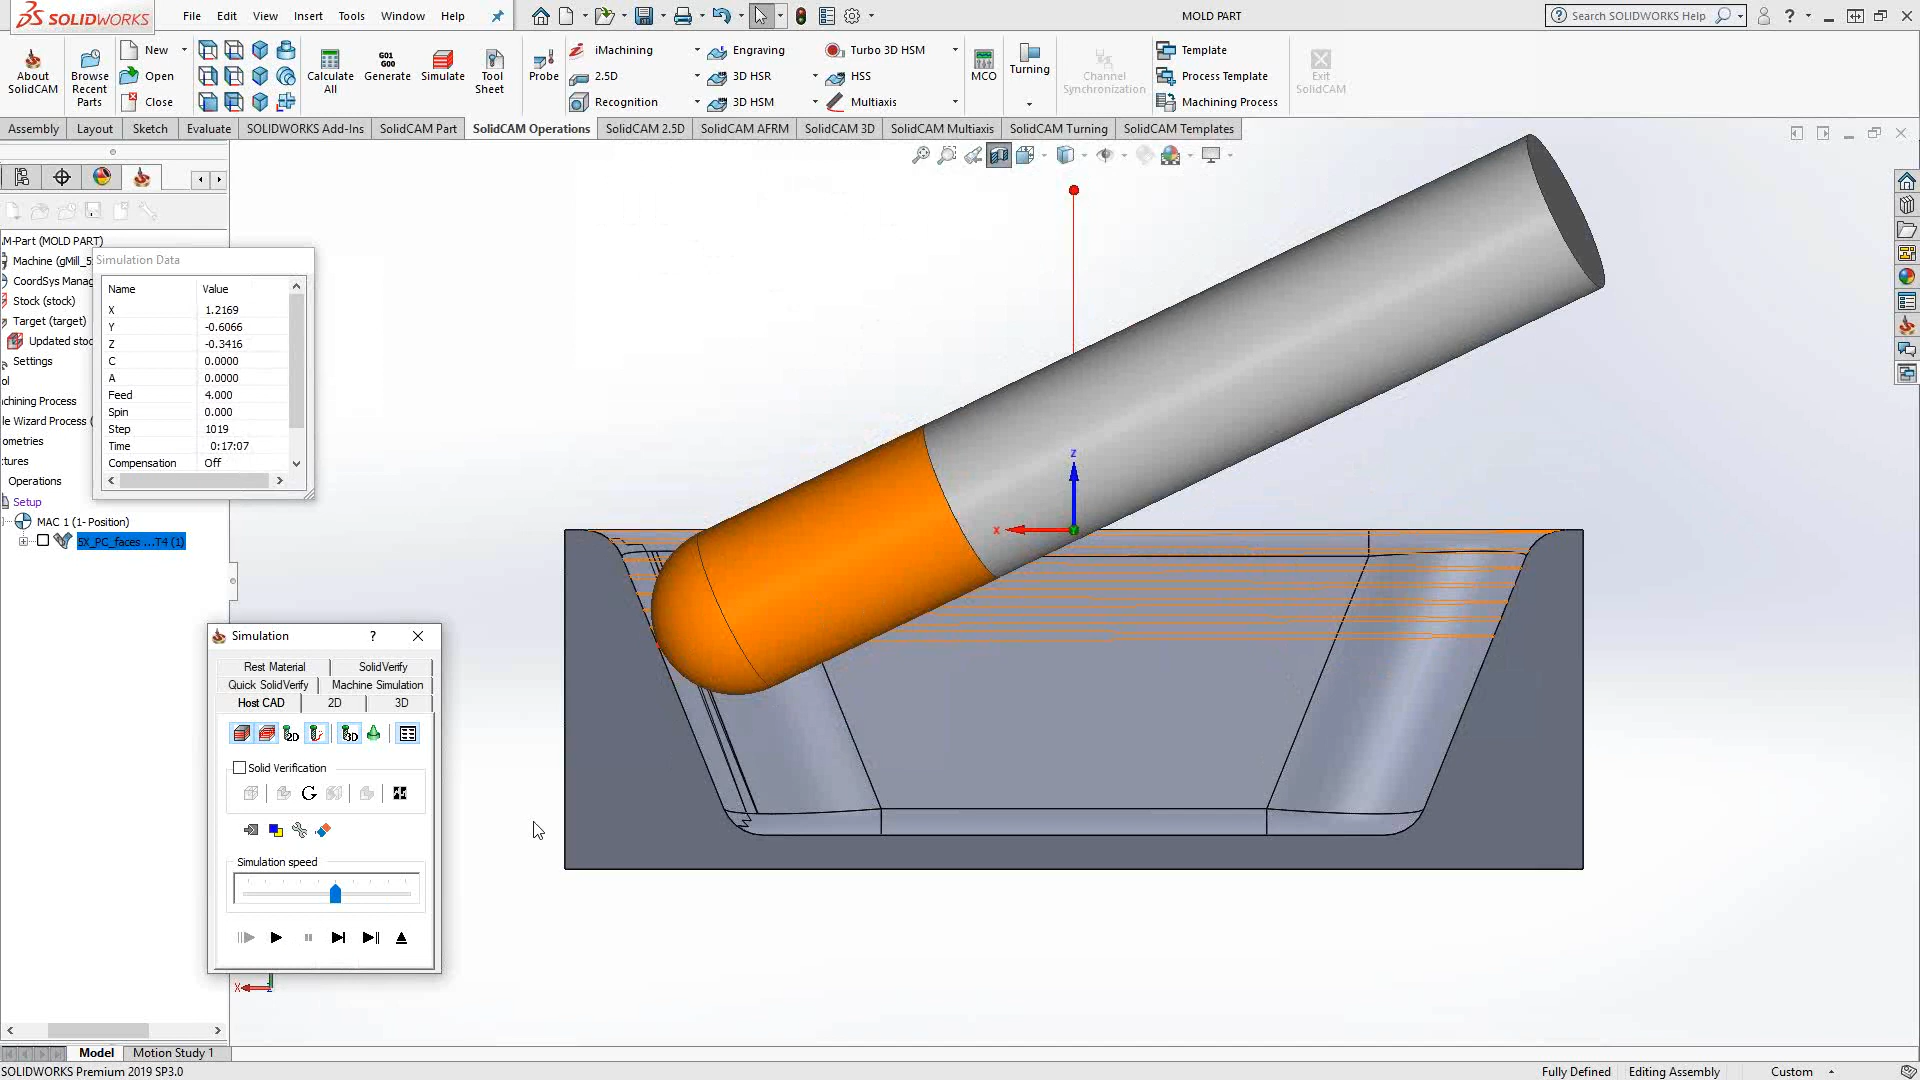 SOLIDWORKS File Edit View Insert Tools Window Help MOLD PART Search SOLIDWORKS Help
About SolidCAM
Browse Recent Parts
New
Open
Close
Calculate All
G01 G00 Generate
Simulate
Tool Sheet
Probe
iMachining Engraving Turbo 3D HSM
2.5D 3D HSR HSS
Recognition 3D HSM Multiaxis
MCO
Turning
Channel Synchronization
Template
Process Template
Machining Process
Exit SolidCAM
Assembly Layout Sketch Evaluate SOLIDWORKS Add-Ins SolidCAM Part SolidCAM Operations SolidCAM 2.5D SolidCAM AFRM SolidCAM 3D SolidCAM Multiaxis SolidCAM Turning SolidCAM Templates
M-Part (MOLD PART)
Machine (gMill_5
CoordSys Manag
Stock (stock)
Target (target)
Updated stoc
Settings
ol
chining Process
le Wizard Process (
ometries
tures
Operations
Setup
MAC 1 (1- Position)
5X_PC_faces ...T4 (1)
Simulation Data
Name Value
X 1.2169
Y -0.6066
Z -0.3416
C 0.0000
A 0.0000
Feed 4.000
Spin 0.000
Step 1019
Time 0:17:07
Compensation Off
Simulation ?
Rest Material SolidVerify
Quick SolidVerify Machine Simulation
Host CAD 2D 3D
2D 3D
Solid Verification
Simulation speed
Z
X
Y
X
Z
Model Motion Study 1
SOLIDWORKS Premium 2019 SP3.0 Fully Defined Editing Assembly Custom